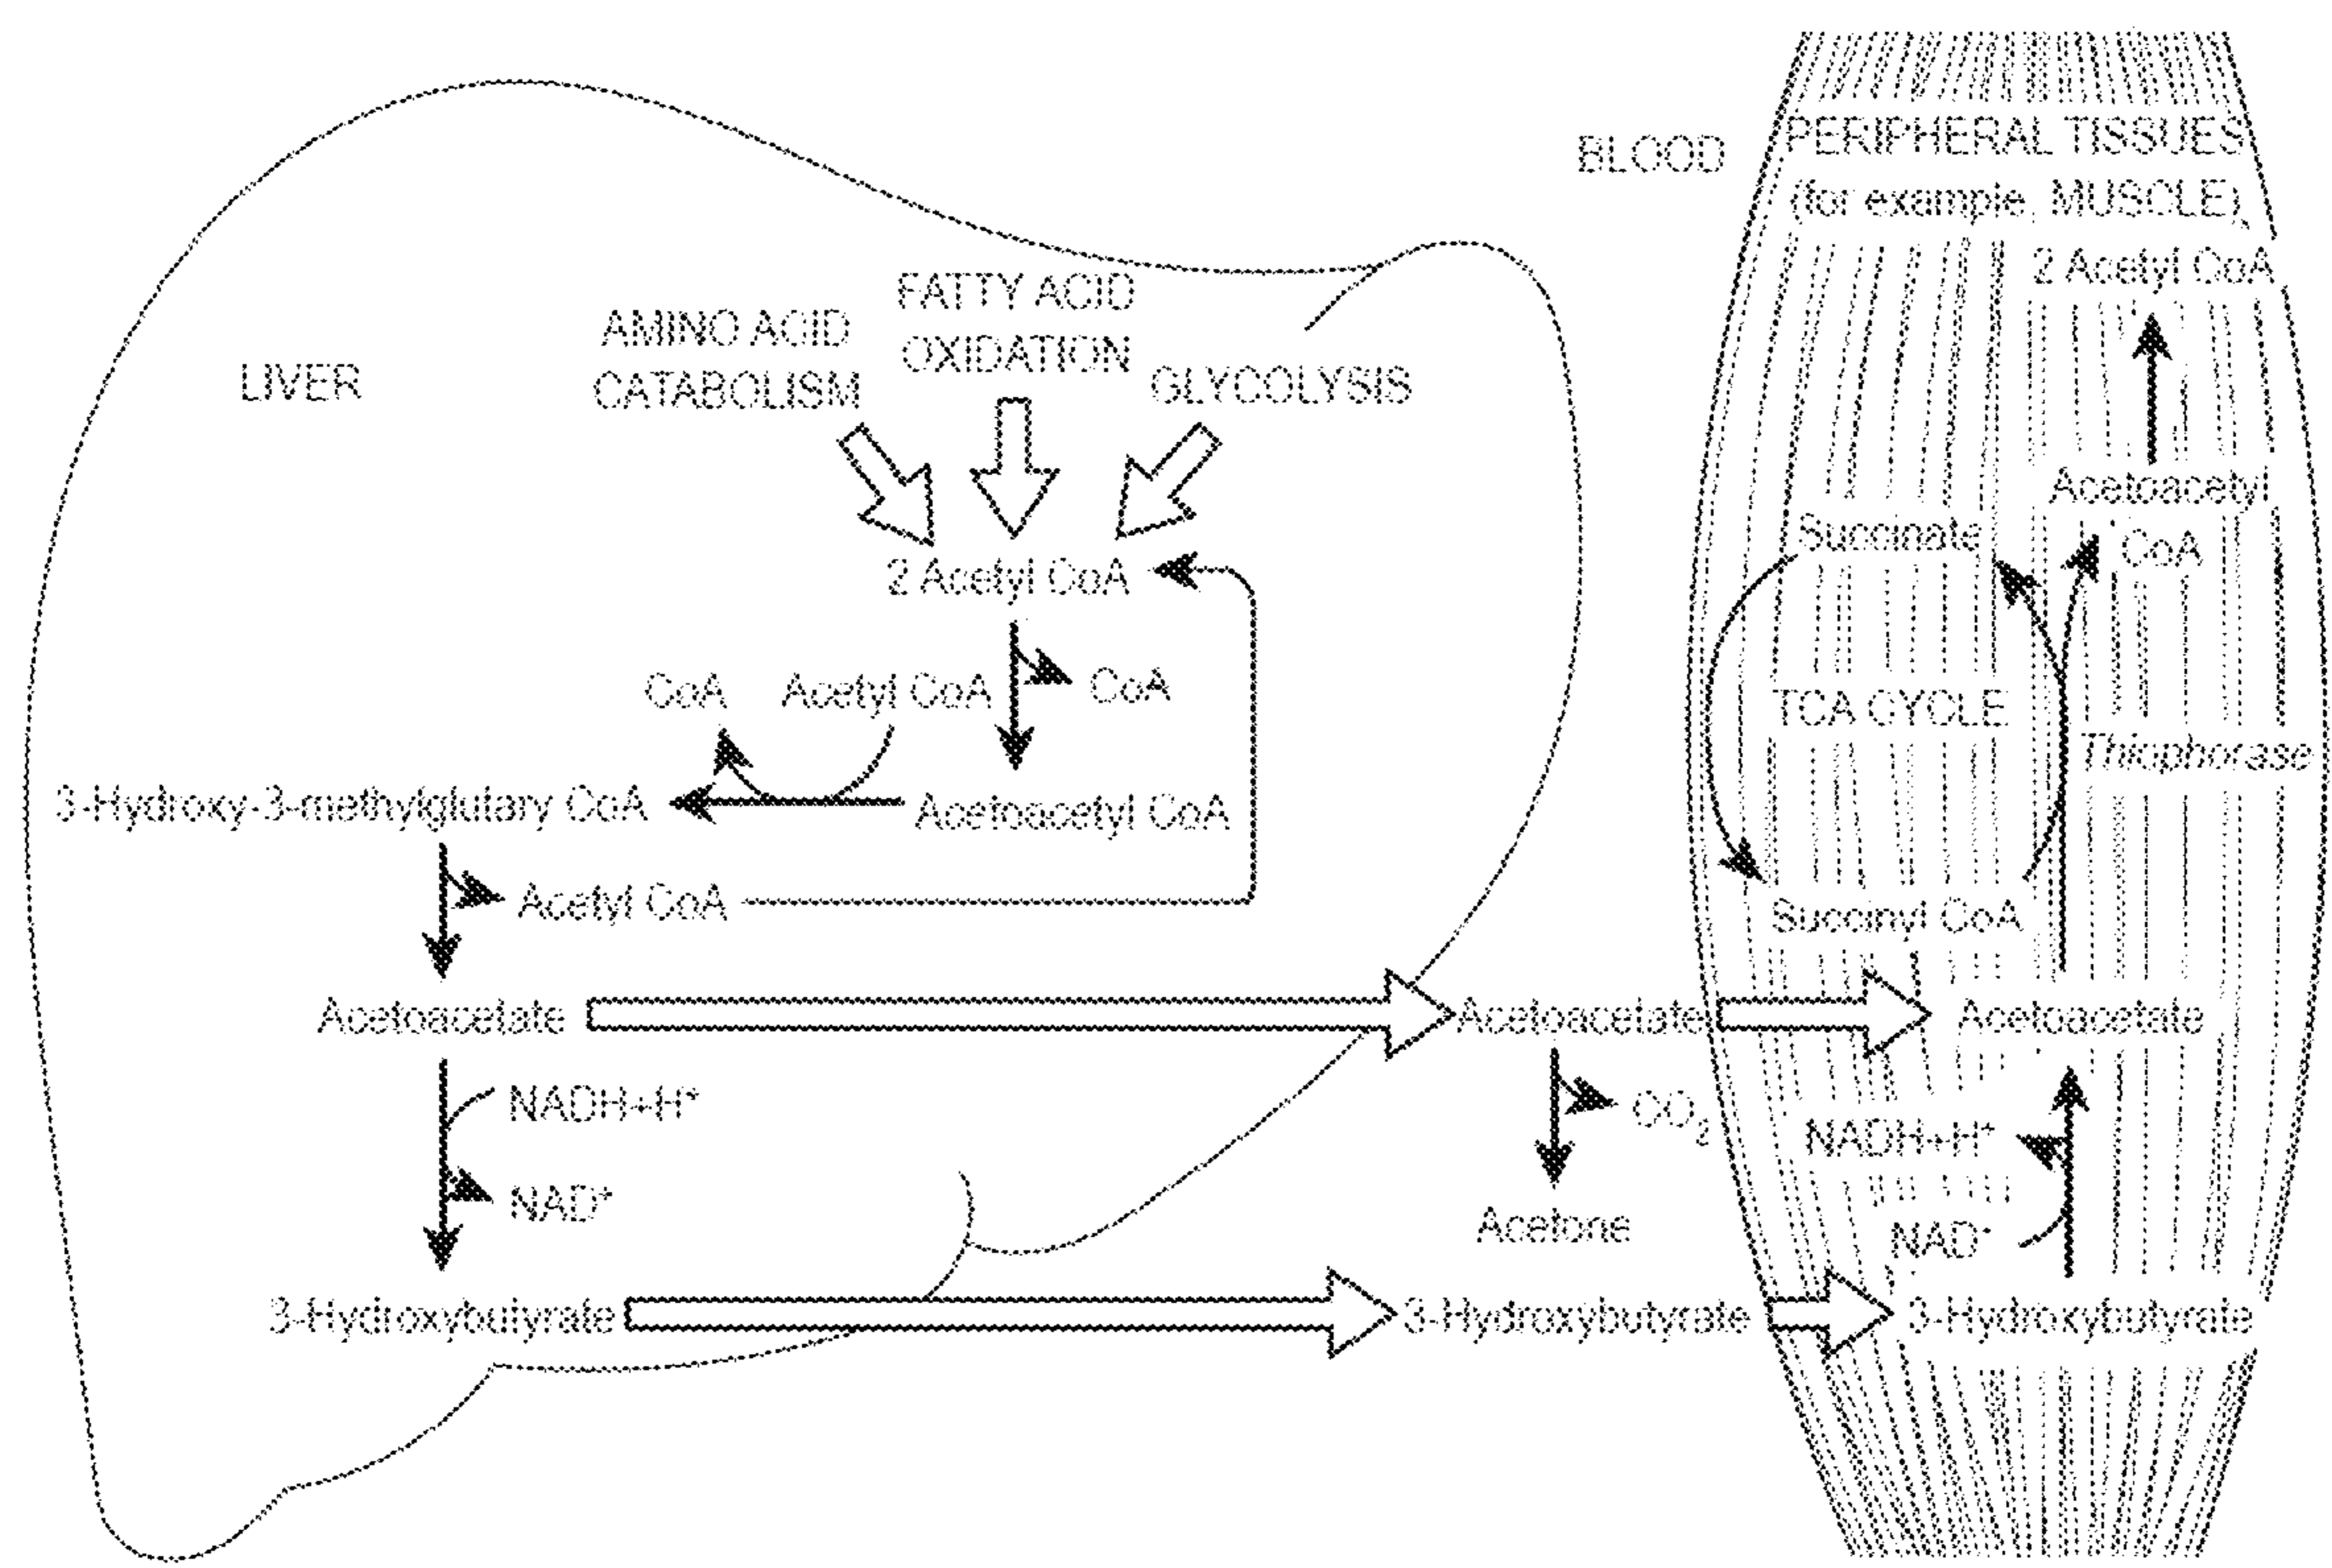 BLOOD
PERIPHERAL TISSUES
(for example, MUSCLE)
2 Acetyl CoA
LIVER
AMINO ACID
CATABOLISM
FATTY ACID
OXIDATION
GLYCOLYSIS
2 Acetyl CoA
CoA
Acetyl CoA
CoA
3-Hydroxy-3-methylglutary CoA
Acetoacetyl CoA
Acetyl CoA
Acetoacetate
NADH+H⁺
NAD⁺
3-Hydroxybutyrate
Acetoacetate
CO₂
Acetone
3-Hydroxybutyrate
Acetoacetyl
CoA
Succinate
TCA CYCLE
Thiophorase
Succinyl CoA
Acetoacetate
NADH+H⁺
NAD⁺
3-Hydroxybutyrate